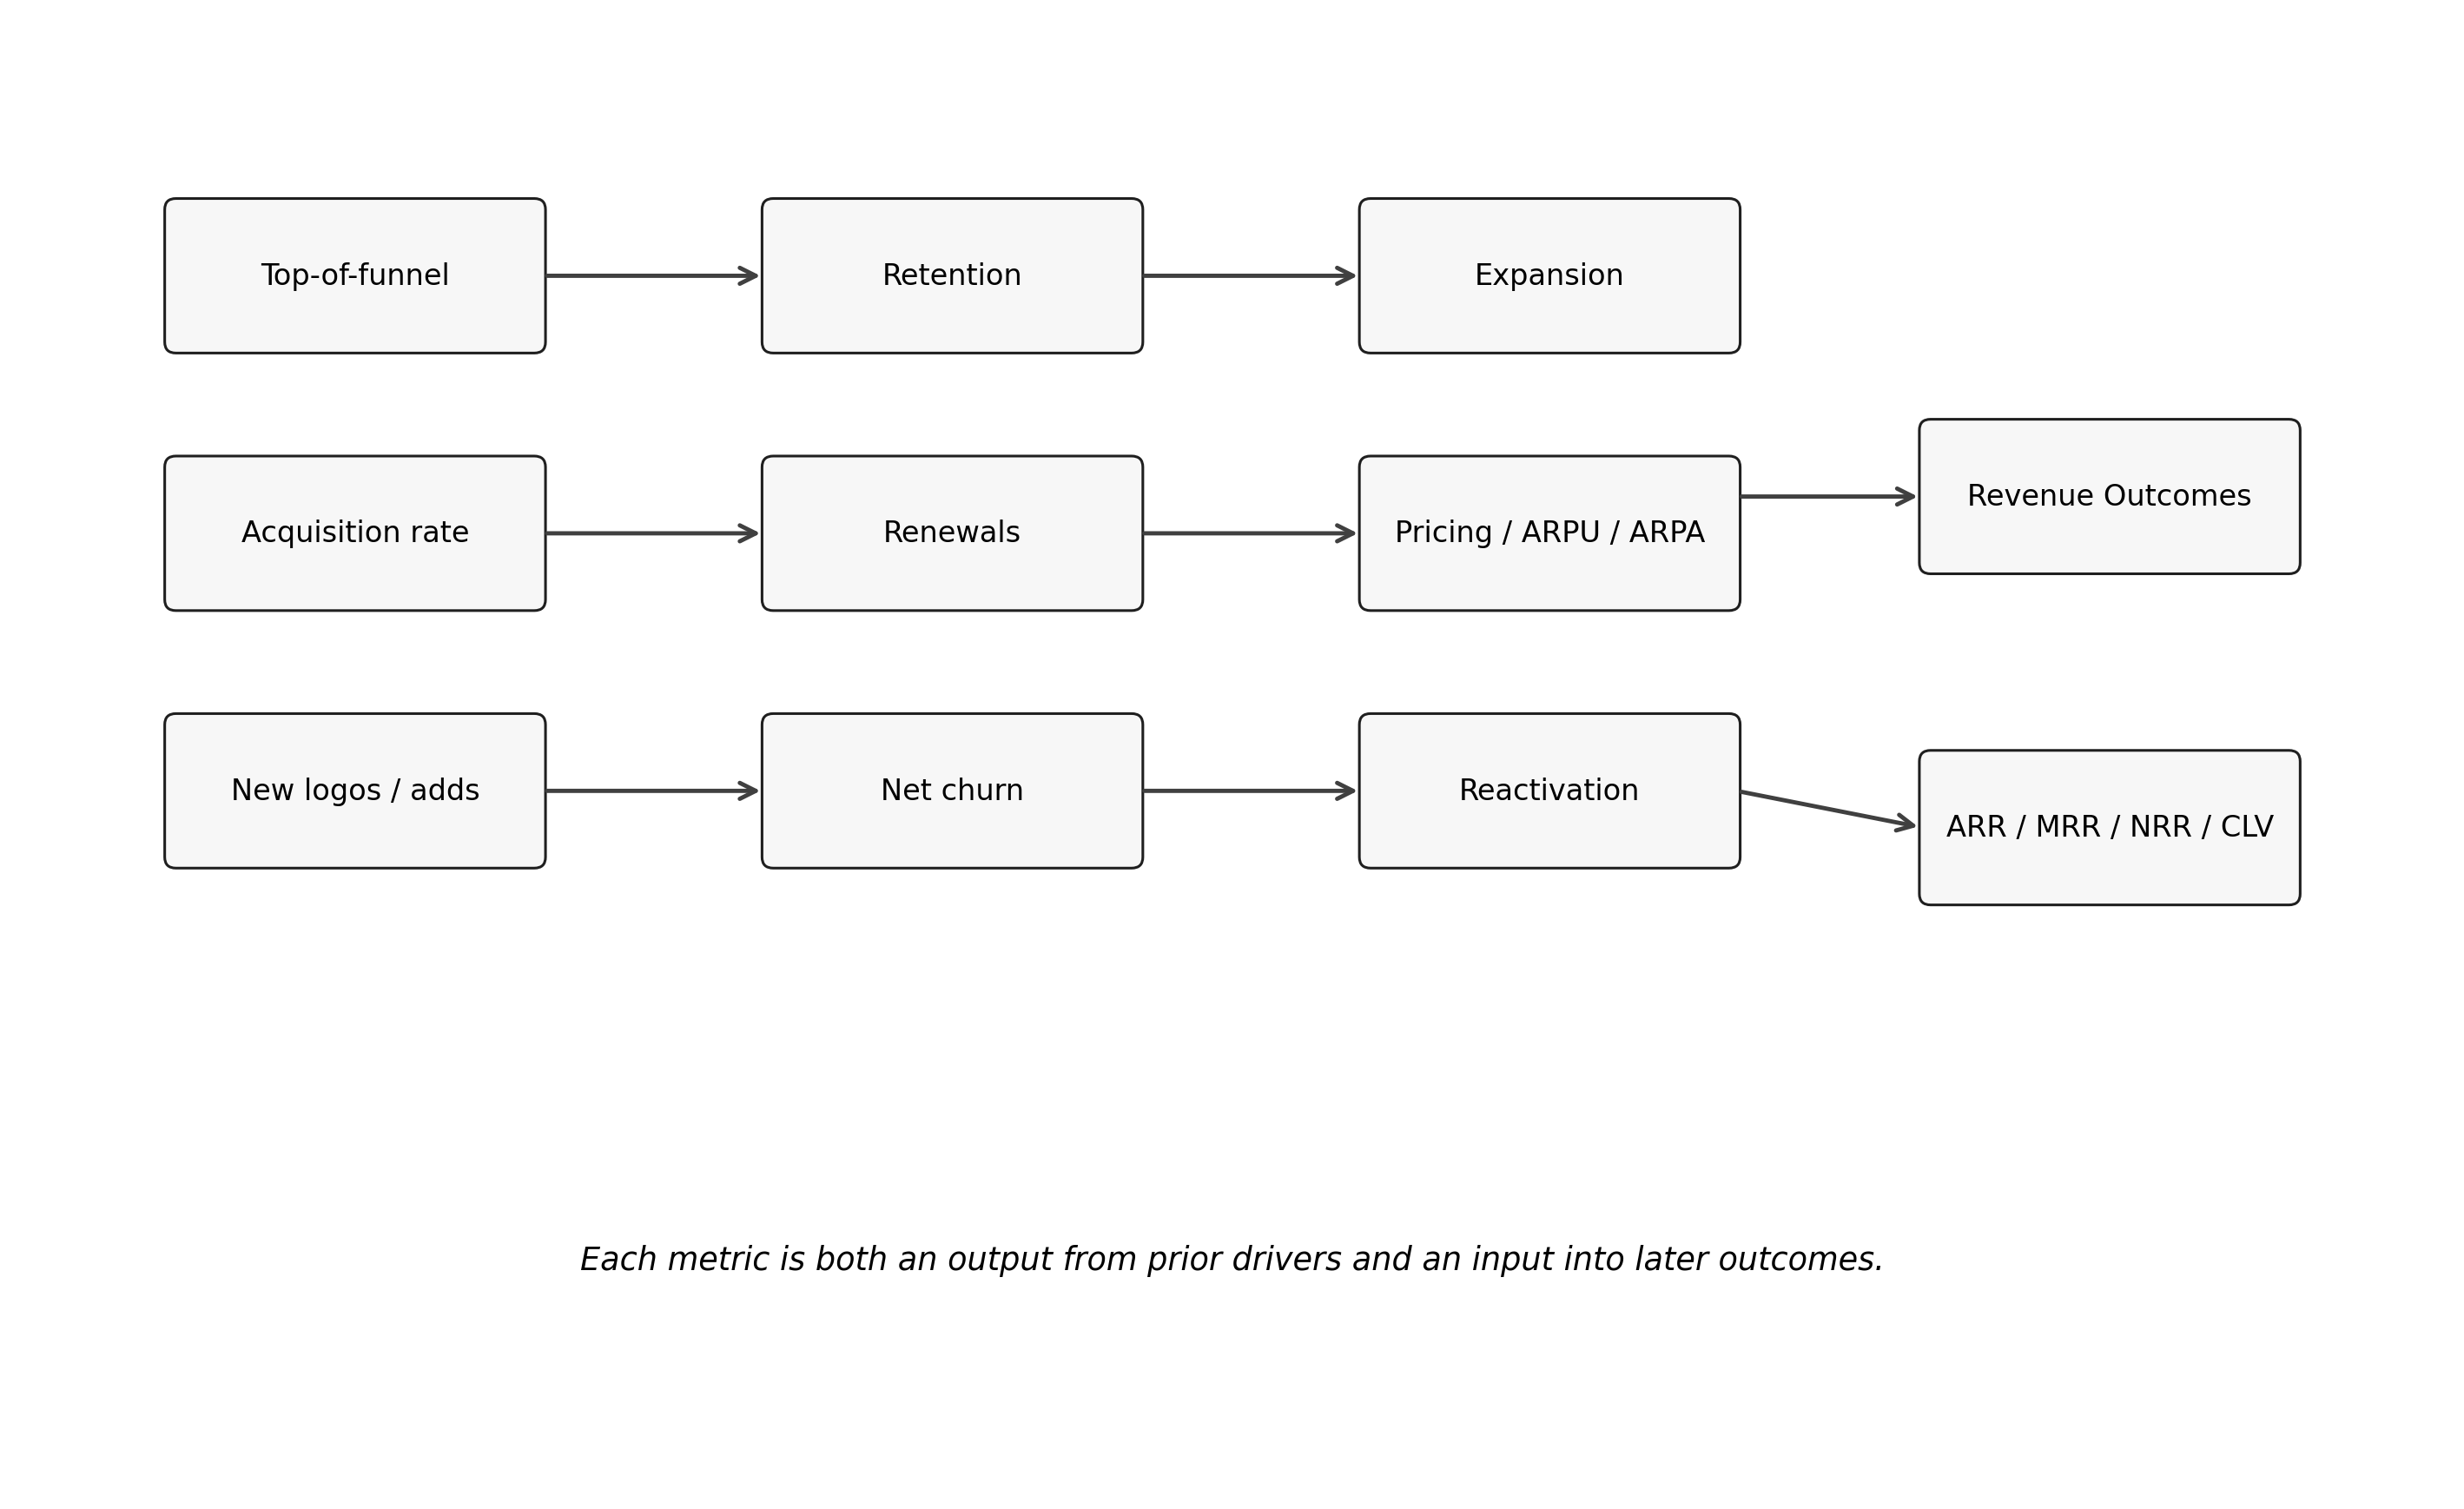 Top-of-funnel
Retention
Expansion
Acquisition rate
Renewals
Pricing / ARPU / ARPA
Revenue Outcomes
New logos / adds
Net churn
Reactivation
ARR / MRR / NRR / CLV
Each metric is both an output from prior drivers and an input into later outcomes.